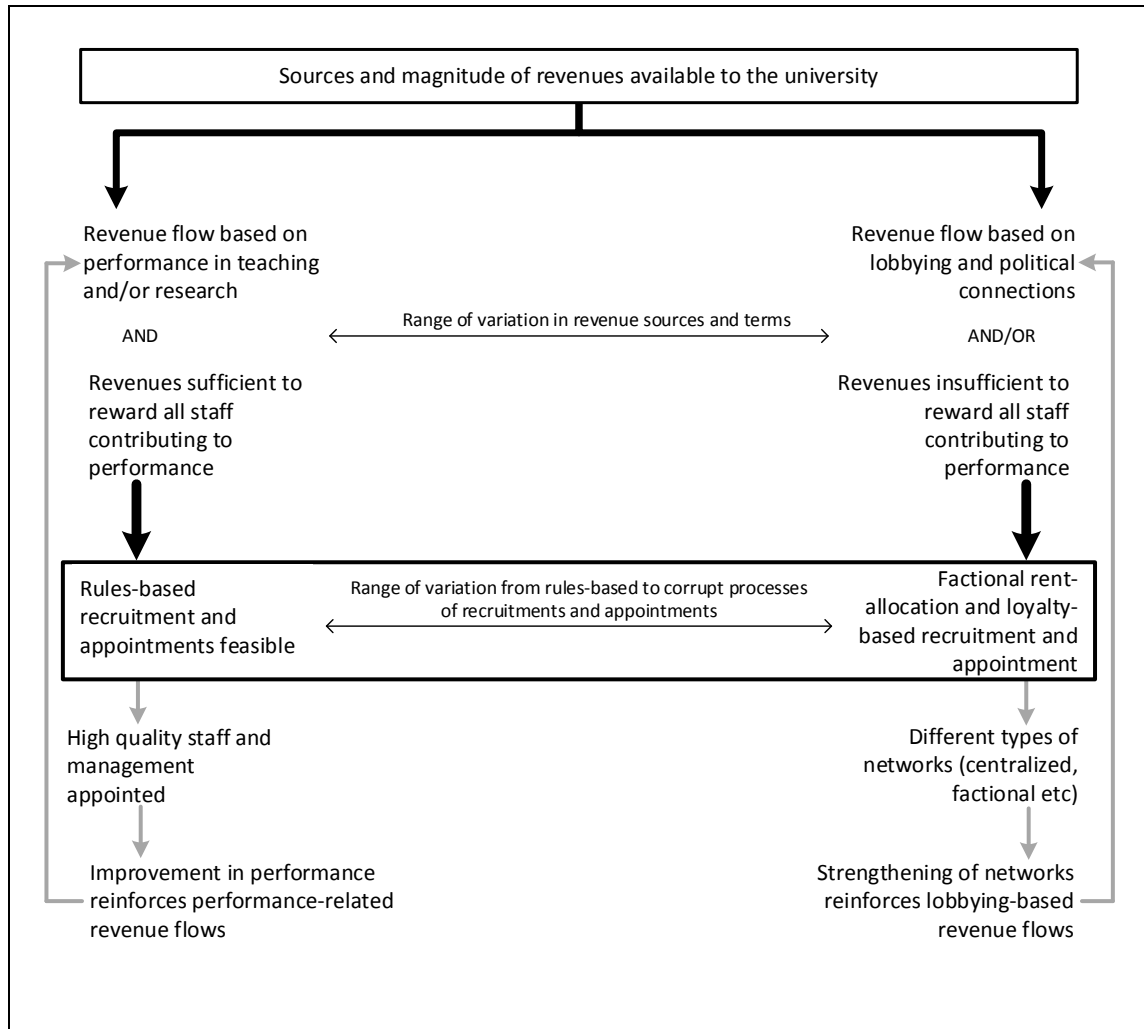 Sources and magnitude of revenues available to the university
Revenue flow based on
performance in teaching
and/or research
Revenue flow based on
lobbying and political
connections
AND
Range of variation in revenue sources and terms
AND/OR
Revenues sufficient to
reward all staff
contributing to
performance
Revenues insufficient to
reward all staff
contributing to
performance
Rules-based
recruitment and
appointments feasible
Range of variation from rules-based to corrupt processes
of recruitments and appointments
Factional rent-
allocation and loyalty-
based recruitment and
appointment
High quality staff and
management
appointed
Different types of
networks (centralized,
factional etc)
Improvement in performance
reinforces performance-related
revenue flows
Strengthening of networks
reinforces lobbying-based
revenue flows